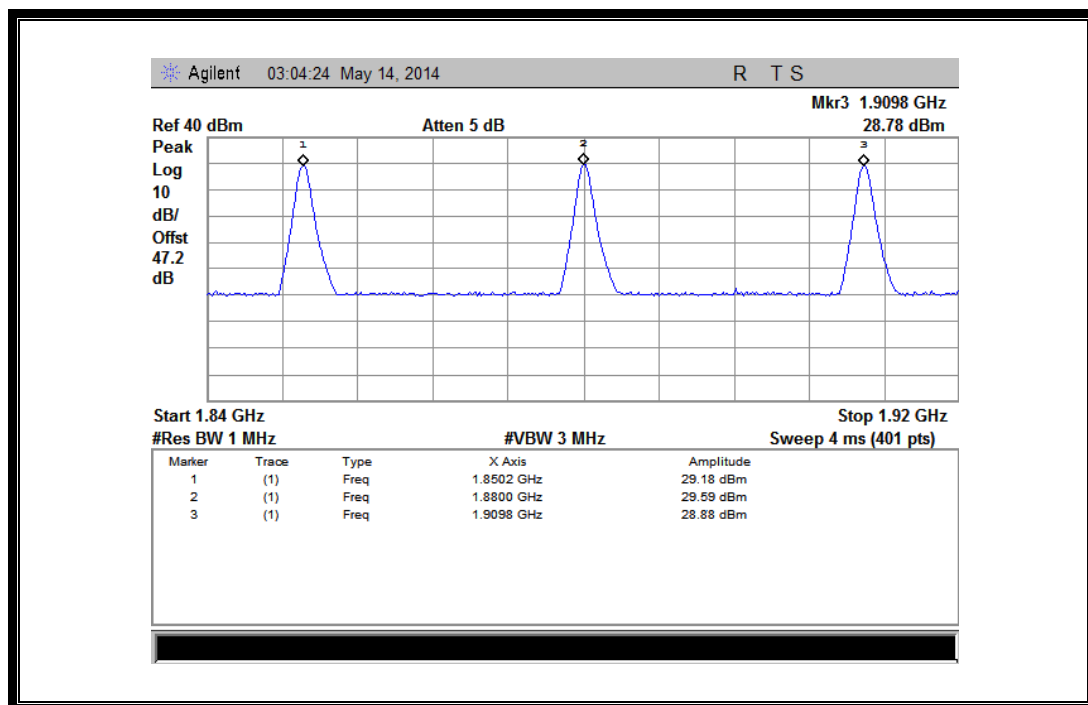 Agilent 03:04:24 May 14, 2014 R T S
Mkr3 1.9098 GHz
Ref 40 dBm Atten 5 dB 28.78 dBm
Peak
Log
10
dB/
Offst
47.2
dB
1 2 3
Start 1.84 GHz Stop 1.92 GHz
#Res BW 1 MHz #VBW 3 MHz Sweep 4 ms (401 pts)
Marker Trace Type X Axis Amplitude
1 (1) Freq 1.8502 GHz 29.18 dBm
2 (1) Freq 1.8800 GHz 29.59 dBm
3 (1) Freq 1.9098 GHz 28.88 dBm